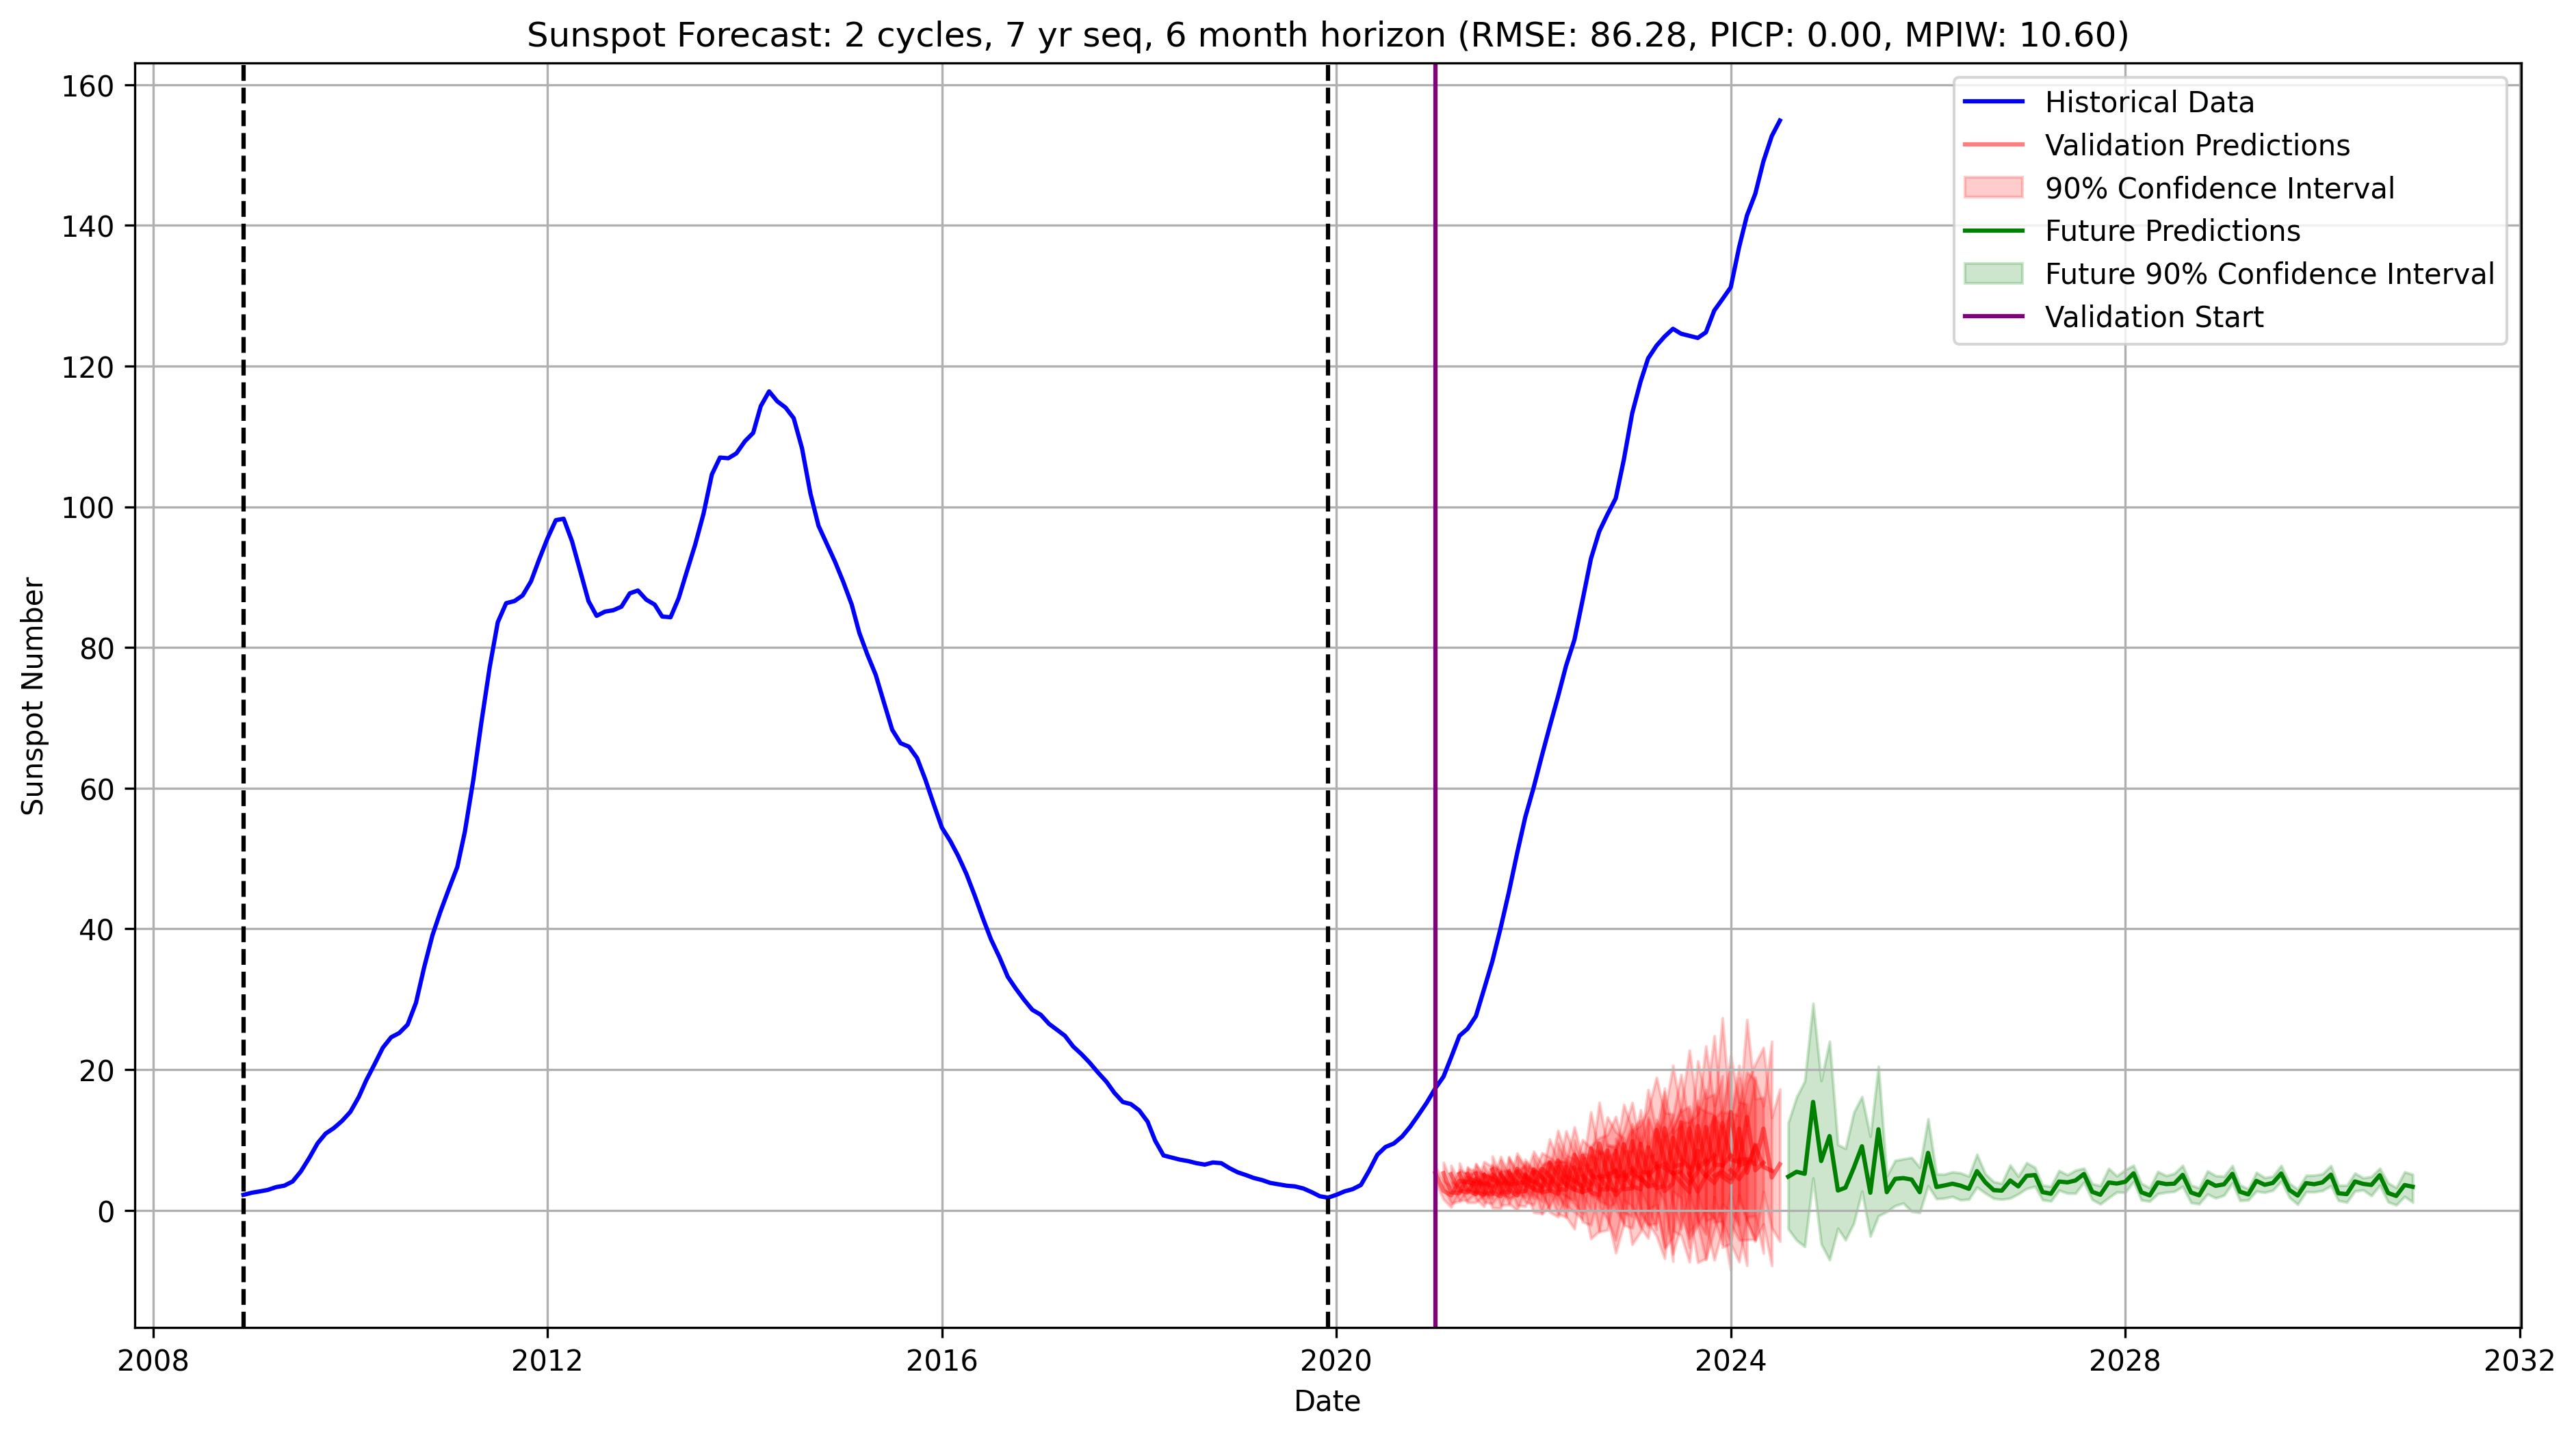 Sunspot Forecast: 2 cycles, 7 yr seq, 6 month horizon (RMSE: 86.28, PICP: 0.00, MPIW: 10.60)
Historical Data
Validation Predictions
90% Confidence Interval
Future Predictions
Future 90% Confidence Interval
Validation Start
Sunspot Number
160
140
120
100
80
60
40
20
0
2008 2012 2016 2020 2024 2028 2032
Date